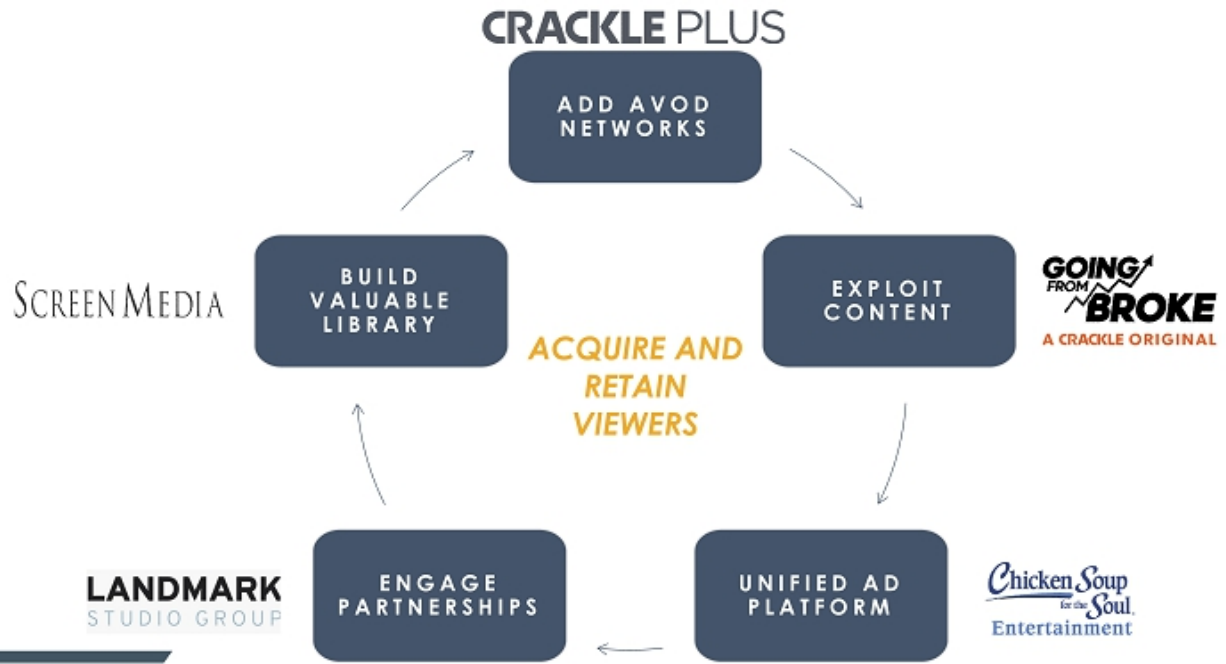 CRACKLE PLUS
ADD AVOD
NETWORKS
BUILD
VALUABLE
LIBRARY
SCREEN MEDIA
EXPLOIT
CONTENT
GOING
FROM
BROKE
A CRACKLE ORIGINAL
ACQUIRE AND
RETAIN
VIEWERS
LANDMARK
STUDIO GROUP
ENGAGE
PARTNERSHIPS
UNIFIED AD
PLATFORM
Chicken Soup
for the Soul
Entertainment